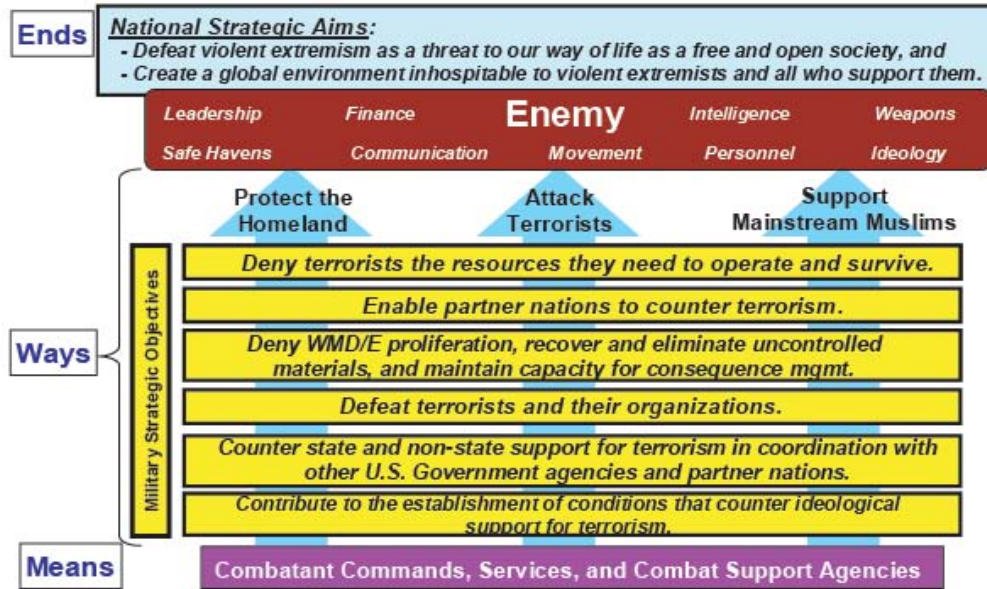 Ends
National Strategic Aims:
- Defeat violent extremism as a threat to our way of life as a free and open society, and
- Create a global environment inhospitable to violent extremists and all who support them.
Leadership Finance Enemy Intelligence Weapons
Safe Havens Communication Movement Personnel Ideology
Protect the
Homeland
Attack
Terrorists
Support
Mainstream Muslims
Ways
Military Strategic Objectives
Deny terrorists the resources they need to operate and survive.
Enable partner nations to counter terrorism.
Deny WMD/E proliferation, recover and eliminate uncontrolled
materials, and maintain capacity for consequence mgmt.
Defeat terrorists and their organizations.
Counter state and non-state support for terrorism in coordination with
other U.S. Government agencies and partner nations.
Contribute to the establishment of conditions that counter ideological
support for terrorism.
Means
Combatant Commands, Services, and Combat Support Agencies